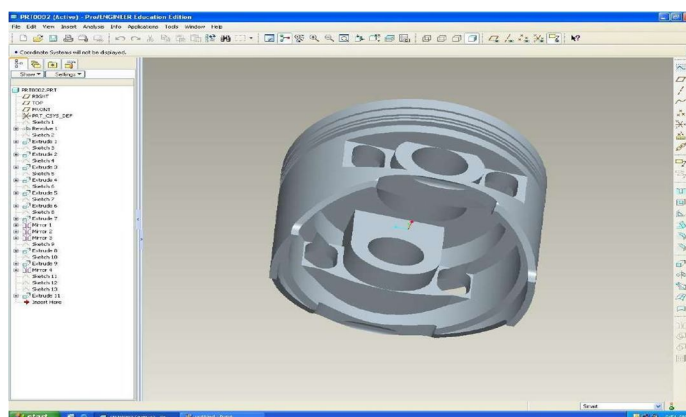 PRT0002 (Active) - Pro/ENGINEER Education Edition
File Edit View Insert Analysis Info Applications Tools Window Help
• Coordinate Systems will not be displayed.
Show Settings
PRT0002.PRT
RIGHT
TOP
FRONT
PRT_CSYS_DEF
Sketch 1
Revolve 1
Sketch 2
Extrude 1
Sketch 3
Extrude 2
Sketch 4
Extrude 3
Sketch 5
Extrude 4
Sketch 6
Extrude 5
Sketch 7
Extrude 6
Sketch 8
Extrude 7
Mirror 1
Mirror 2
Mirror 3
Sketch 9
Extrude 8
Sketch 10
Extrude 9
Mirror 4
Sketch 11
Sketch 12
Sketch 13
Extrude 11
Insert Here
Smart
start